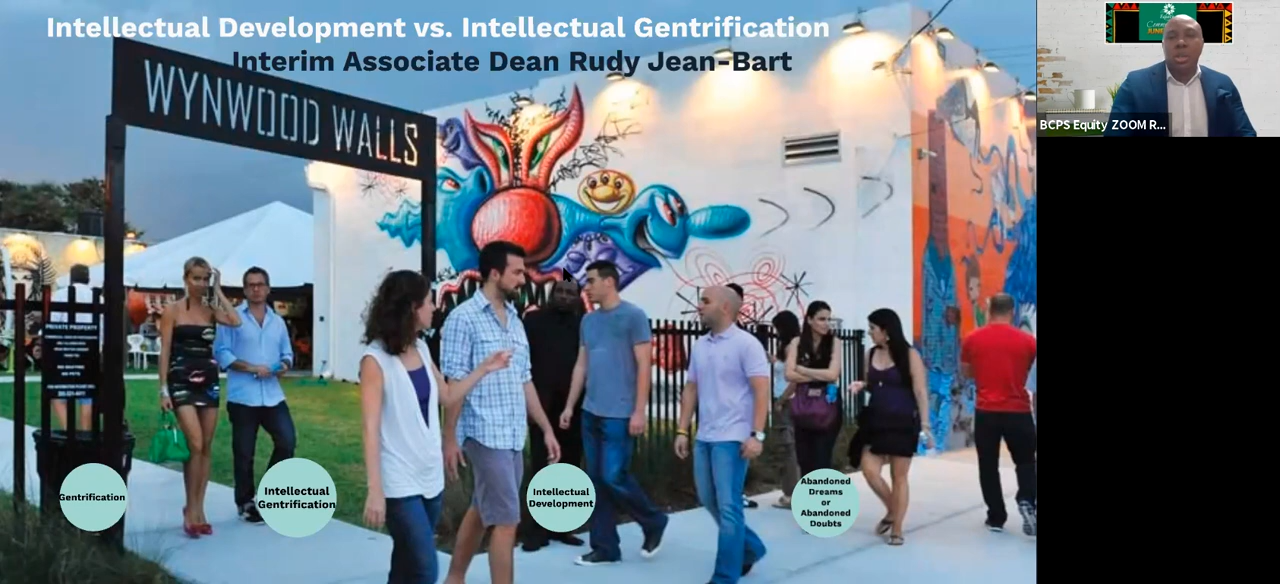 Intellectual Development vs. Intellectual Gentrification
Interim Associate Dean Rudy Jean-Bart
WYNWOOD WALLS
PRIVATE PROPERTY
Gentrification
Intellectual
Gentrification
Intellectual
Development
Abandoned
Dreams
or
Abandoned
Doubts
BCPS Equity ZOOM R...